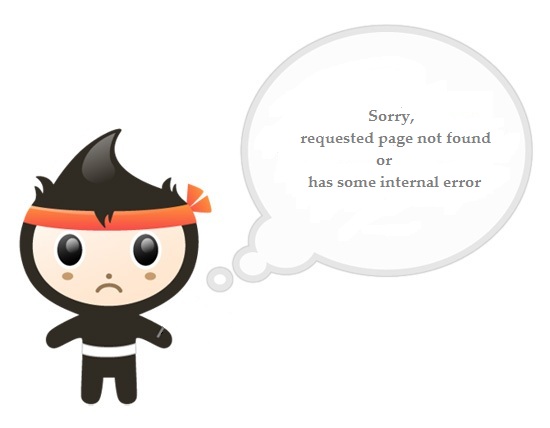 Sorry,
requested page not found
or
has some internal error